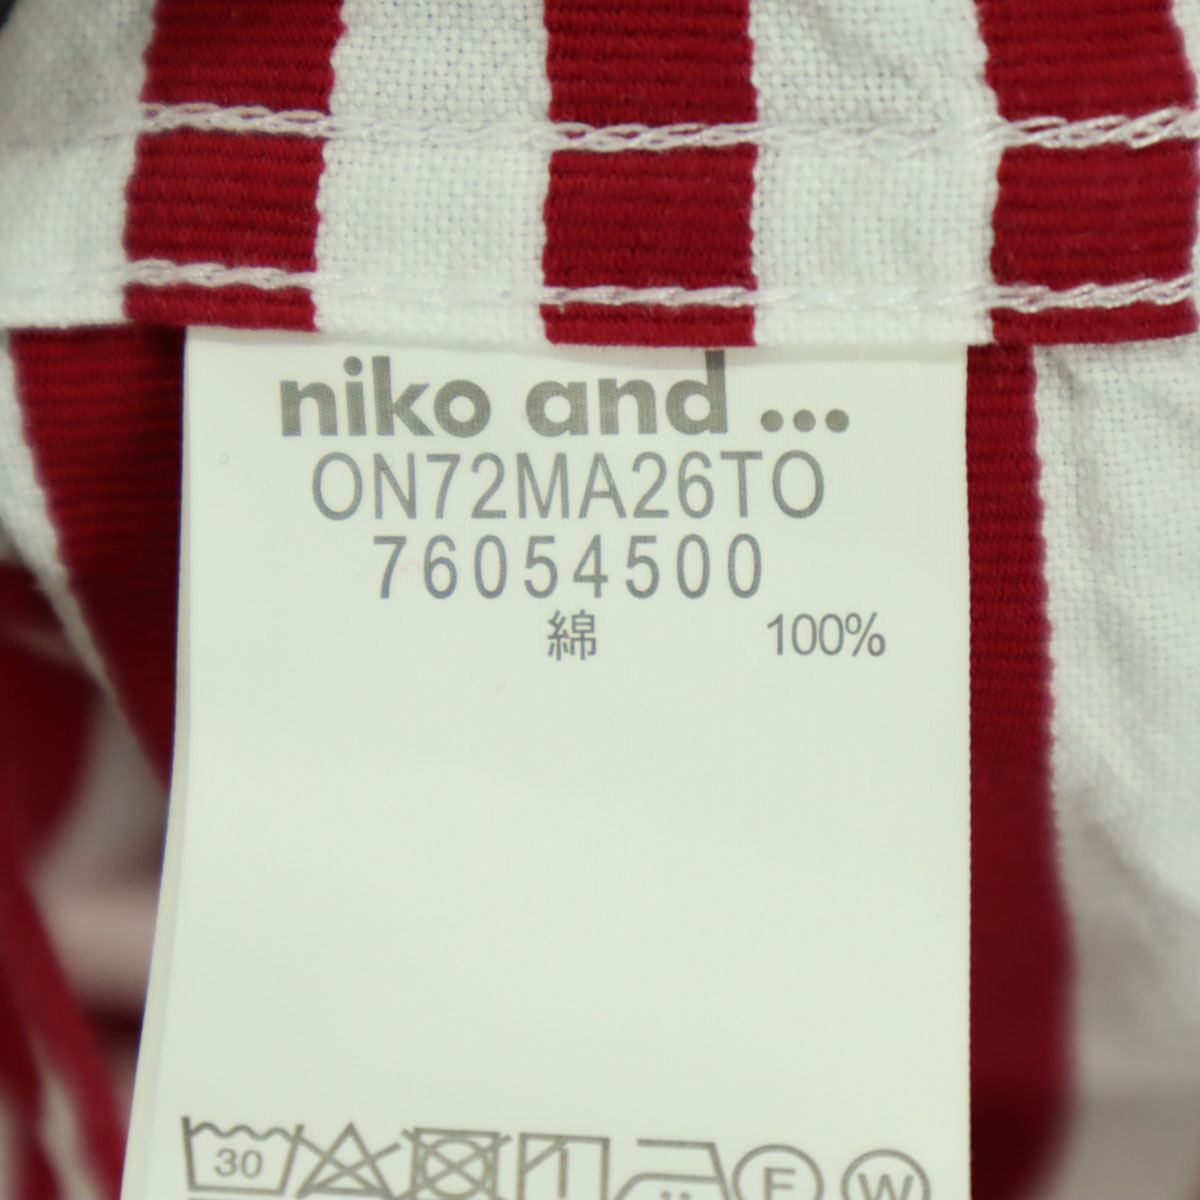 niko and ...
ON72MA26TO
76054500
綿 100%
30 F W